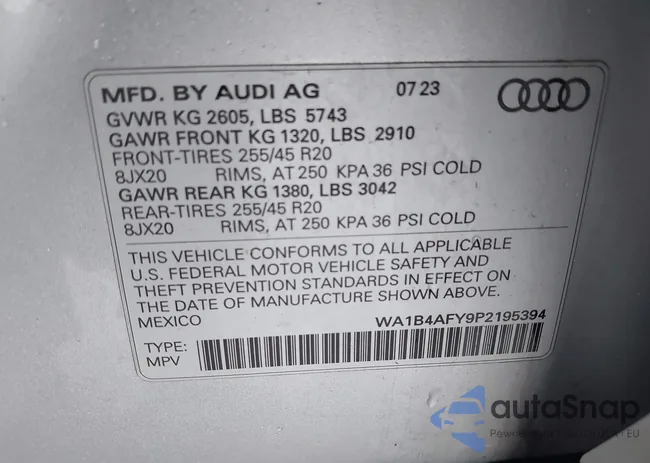 MFD. BY AUDI AG 07 23
GVWR KG 2605, LBS 5743
GAWR FRONT KG 1320, LBS 2910
FRONT-TIRES 255/45 R20
8JX20 RIMS, AT 250 KPA 36 PSI COLD
GAWR REAR KG 1380, LBS 3042
REAR-TIRES 255/45 R20
8JX20 RIMS, AT 250 KPA 36 PSI COLD
THIS VEHICLE CONFORMS TO ALL APPLICABLE
U.S. FEDERAL MOTOR VEHICLE SAFETY AND
THEFT PREVENTION STANDARDS IN EFFECT ON
THE DATE OF MANUFACTURE SHOWN ABOVE.
MEXICO WA1B4AFY9P2195394
TYPE:
MPV
autaSnap
EU